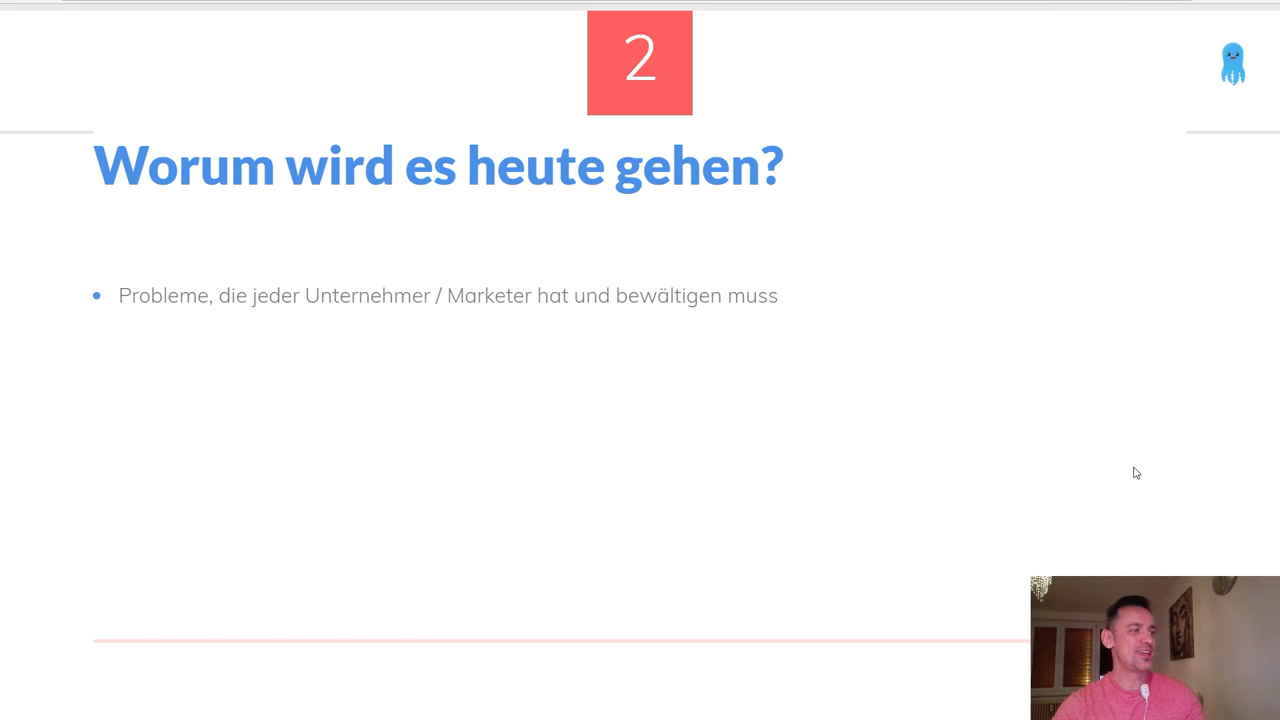 2
Worum wird es heute gehen?
Probleme, die jeder Unternehmer / Marketer hat und bewältigen muss